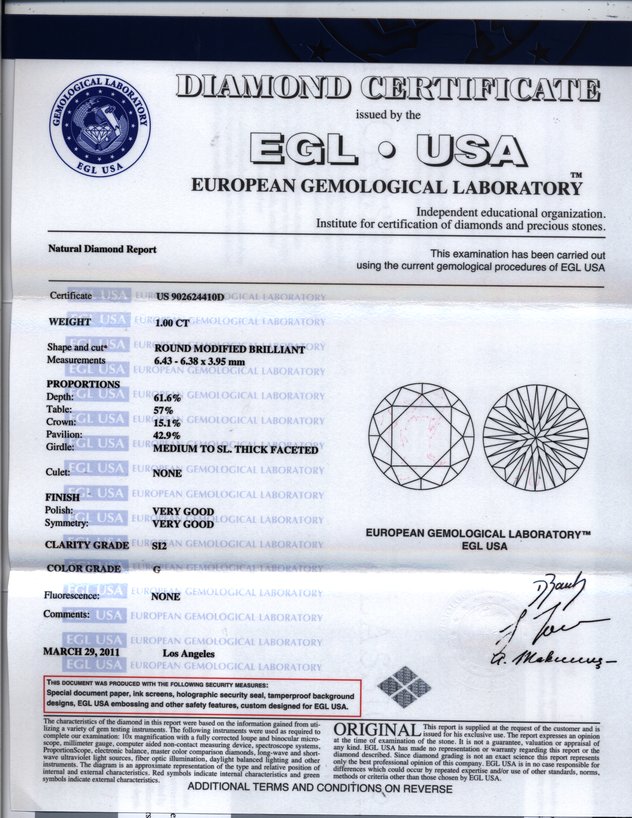 GEMOLOGICAL LABORATORY
EGL USA
DIAMOND CERTIFICATE
issued by the
EGL • USA
EUROPEAN GEMOLOGICAL LABORATORY™
Independent educational organization.
Institute for certification of diamonds and precious stones.
Natural Diamond Report
This examination has been carried out
using the current gemological procedures of EGL USA
Certificate US 902624410D
WEIGHT 1.00 CT
Shape and cut* ROUND MODIFIED BRILLIANT
Measurements 6.43 - 6.38 x 3.95 mm
PROPORTIONS
Depth: 61.6%
Table: 57%
Crown: 15.1%
Pavilion: 42.9%
Girdle: MEDIUM TO SL. THICK FACETED
Culet: NONE
FINISH
Polish: VERY GOOD
Symmetry: VERY GOOD
CLARITY GRADE SI2
COLOR GRADE G
Fluorescence: NONE
Comments:
EUROPEAN GEMOLOGICAL LABORATORY™
EGL USA
MARCH 29, 2011 Los Angeles
THIS DOCUMENT WAS PRODUCED WITH THE FOLLOWING SECURITY MEASURES:
Special document paper, ink screens, holographic security seal, tamperproof background
designs, EGL USA embossing and other safety features, custom designed for EGL USA.
The characteristics of the diamond in this report were based on the information gained from uti-
lizing a variety of gem testing instruments. The following instruments were used as required to
complete our examination: 10x magnification with a fully corrected loupe and binocular micro-
scope, millimeter gauge, computer aided non-contact measuring device, spectroscope systems,
ProportionScope, electronic balance, master comparison diamonds, long-wave and short-
wave ultraviolet light sources, fiber optic illumination, daylight balanced lighting and other
instruments. The diagram is an approximate representation of the type and relative position of
internal and external characteristics. Red symbols indicate internal characteristics and green
symbols indicate external characteristics.
ORIGINAL This report is supplied at the request of the customer and is
issued for his exclusive use. The report expresses an opinion
at the time of examination of the stone. It is not a guarantee, valuation or appraisal of
any kind. EGL USA has made no representation or warranty regarding this report or the
diamond described. Since diamond grading is not an exact science this report represents
only the best professional opinion of this company. EGL USA is in no case responsible for
differences which could occur by repeated expertise and/or use of other standards, norms,
methods or criteria other than those chosen by EGL USA.
ADDITIONAL TERMS AND CONDITIONS ON REVERSE